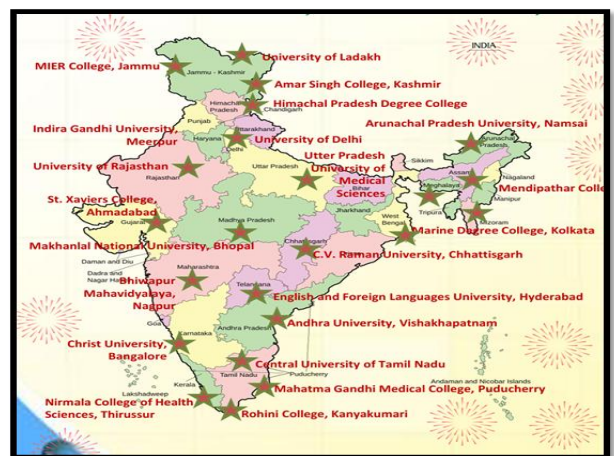 INDIA
University of Ladakh
MIER College, Jammu
Jammu - Kashmir
Amar Singh College, Kashmir
Himachal Pradesh
Himachal Pradesh Degree College
Chandigarh
Punjab
Arunachal Pradesh University, Namsai
Indira Gandhi University,
Meerpur
Uttarakhand
Haryana
Delhi
University of Delhi
Arunachal
Pradesh
Utter Pradesh
University of
Medical
Sciences
Sikkim
University of Rajasthan
Rajasthan
Uttar Pradesh
Assam
Nagaland
Bihar
Meghalaya
Mendipathar Colle
Manipur
St. Xaviers College,
Ahmadabad
Gujarat
Jharkhand
West
Bengal
Tripura
Mizoram
Madhya Pradesh
Marine Degree College, Kolkata
Makhanlal National University, Bhopal
Chhattisgarh
C.V. Raman University, Chhattisgarh
Daman and Diu
Dadra and
Nagar Haveli
Maharashtra
Bhiwapur
Mahavidyalaya,
Nagpur
Telangana
English and Foreign Languages University, Hyderabad
Goa
Karnataka
Andhra Pradesh
Andhra University, Vishakhapatnam
Christ University,
Bangalore
Central University of Tamil Nadu
Tamil Nadu
Puducherry
Andaman and Nicobar Islands
Kerala
Mahatma Gandhi Medical College, Puducherry
Lakshadweep
Nirmala College of Health
Sciences, Thirussur
Rohini College, Kanyakumari